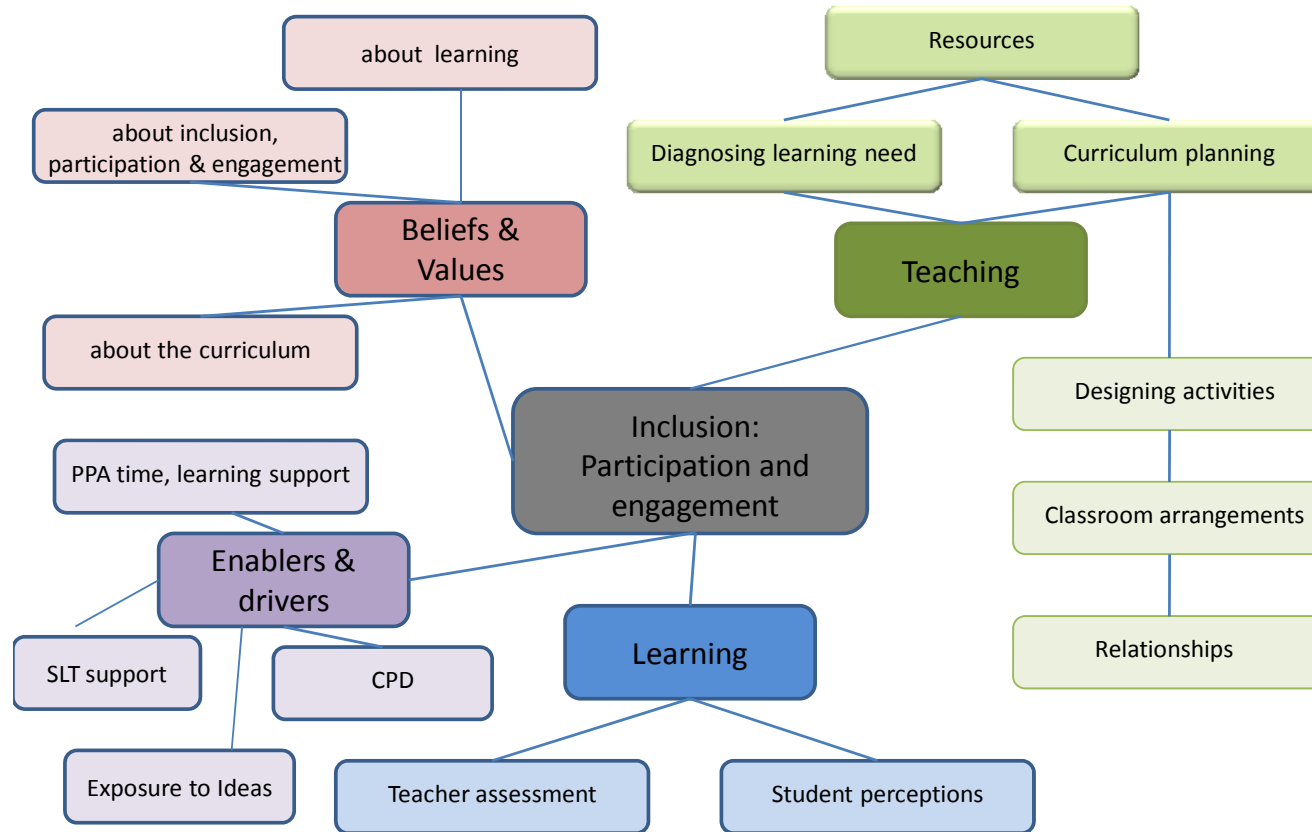 about learning
Resources
about inclusion,
participation & engagement
Diagnosing learning need
Curriculum planning
Beliefs &
Values
Teaching
about the curriculum
Designing activities
Inclusion:
Participation and
engagement
PPA time, learning support
Classroom arrangements
Enablers &
drivers
Learning
Relationships
SLT support
CPD
Exposure to Ideas
Teacher assessment
Student perceptions